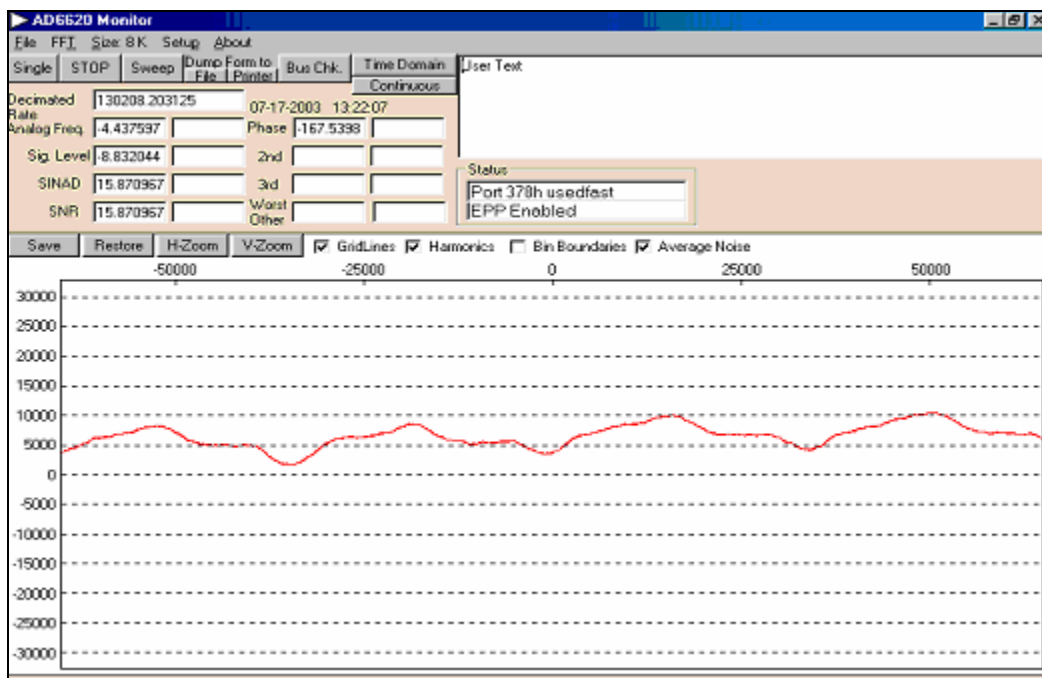 AD6620 Monitor
File FFT Size: 8 K Setup About
Single STOP Sweep Dump to File Form to Printer Bus Chk. Time Domain
Continuous
User Text
Decimated Rate 130208.203125 07-17-2003 13:22:07
Analog Freq. -4.437597 Phase -167.5398
Sig. Level -8.832044 2nd
SINAD 15.870967 3rd
SNR 15.870967 Worst Other
Status
Port 378h usedfast
EPP Enabled
Save Restore H-Zoom V-Zoom GridLines Harmonics Bin Boundaries Average Noise
-50000 -25000 0 25000 50000
30000
25000
20000
15000
10000
5000
0
-5000
-10000
-15000
-20000
-25000
-30000